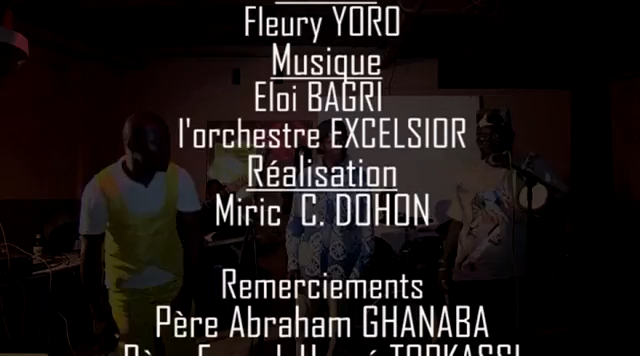 Fleury YORO
Musique
Eloi BAGRI
l'orchestre EXCELSIOR
Réalisation
Miric C. DOHON
Remerciements
Père Abraham GHANABA